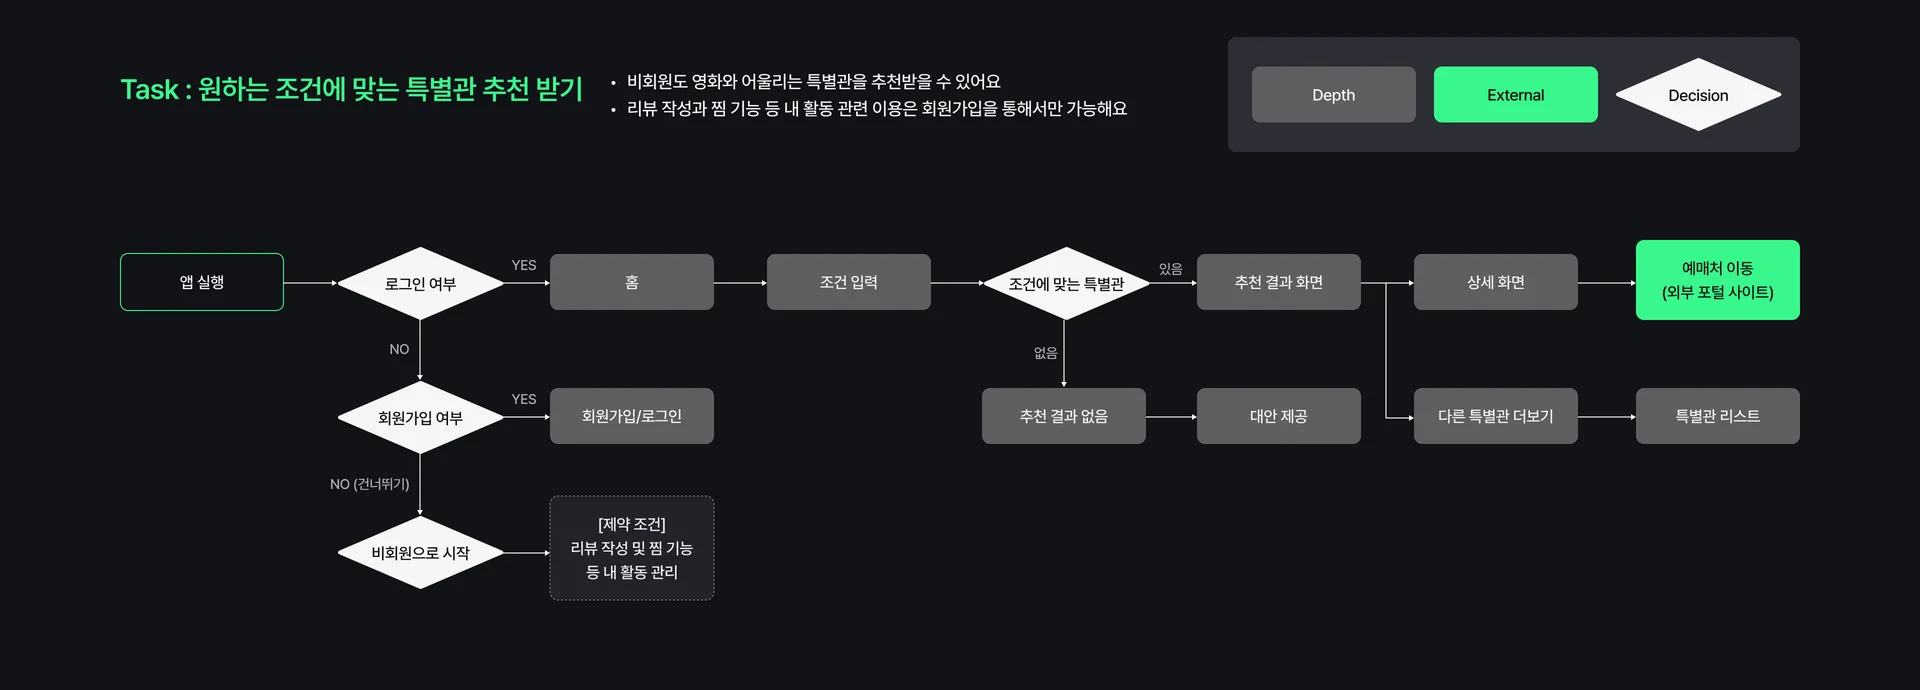 Task : 원하는 조건에 맞는 특별관 추천 받기
• 비회원도 영화와 어울리는 특별관을 추천받을 수 있어요
• 리뷰 작성과 찜 기능 등 내 활동 관련 이용은 회원가입을 통해서만 가능해요
Depth
External
Decision
앱 실행
로그인 여부
YES
홈
조건 입력
조건에 맞는 특별관
있음
추천 결과 화면
상세 화면
예매처 이동
(외부 포털 사이트)
NO
없음
회원가입 여부
YES
회원가입/로그인
추천 결과 없음
대안 제공
다른 특별관 더보기
특별관 리스트
NO (건너뛰기)
비회원으로 시작
[제약 조건]
리뷰 작성 및 찜 기능
등 내 활동 관리